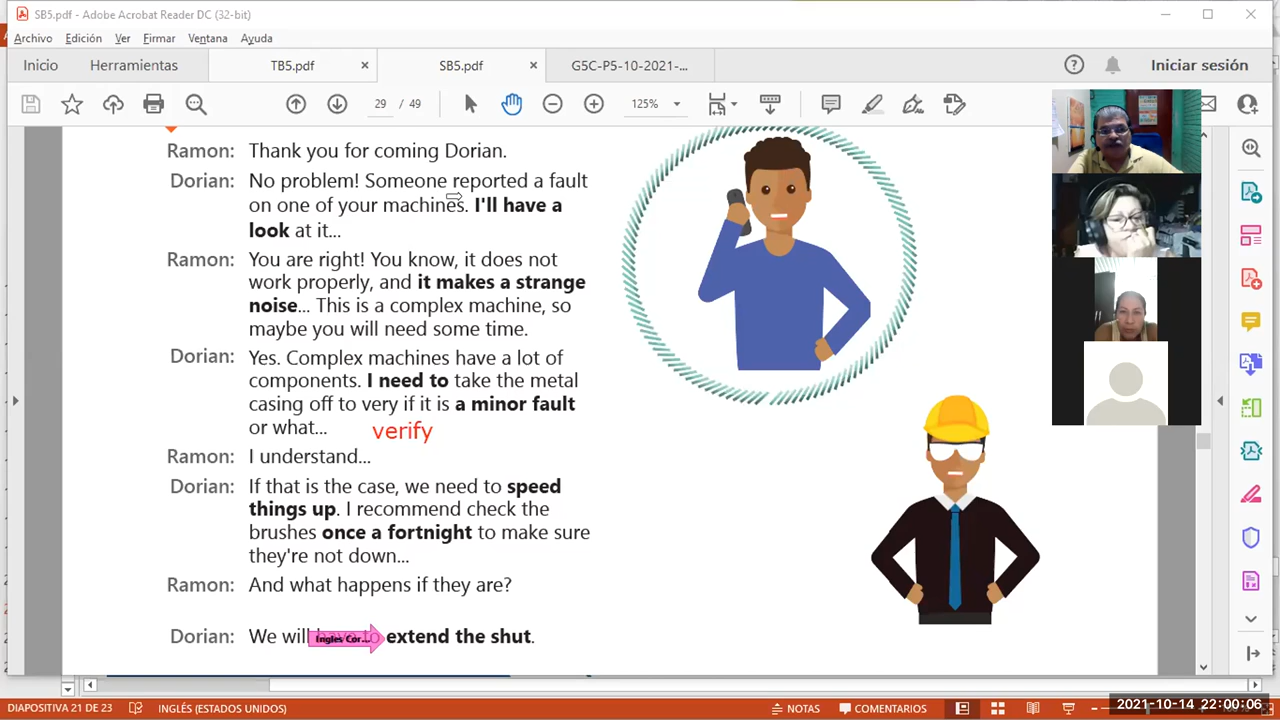 SB5.pdf - Adobe Acrobat Reader DC (32-bit)
Archivo Edición Ver Firmar Ventana Ayuda
Inicio Herramientas TB5.pdf × SB5.pdf × G5C-P5-10-2021-... Iniciar sesión
29 / 49 125%
Ramon: Thank you for coming Dorian.
Dorian: No problem! Someone reported a fault
on one of your machines. I'll have a
look at it...
Ramon: You are right! You know, it does not
work properly, and it makes a strange
noise... This is a complex machine, so
maybe you will need some time.
Dorian: Yes. Complex machines have a lot of
components. I need to take the metal
casing off to very if it is a minor fault
or what... verify
Ramon: I understand...
Dorian: If that is the case, we need to speed
things up. I recommend check the
brushes once a fortnight to make sure
they're not down...
Ramon: And what happens if they are?
Dorian: We will have to extend the shut.
Ingles Cor...
DIAPOSITIVA 21 DE 23 INGLÉS (ESTADOS UNIDOS) NOTAS COMENTARIOS
2021-10-14 22:00:06